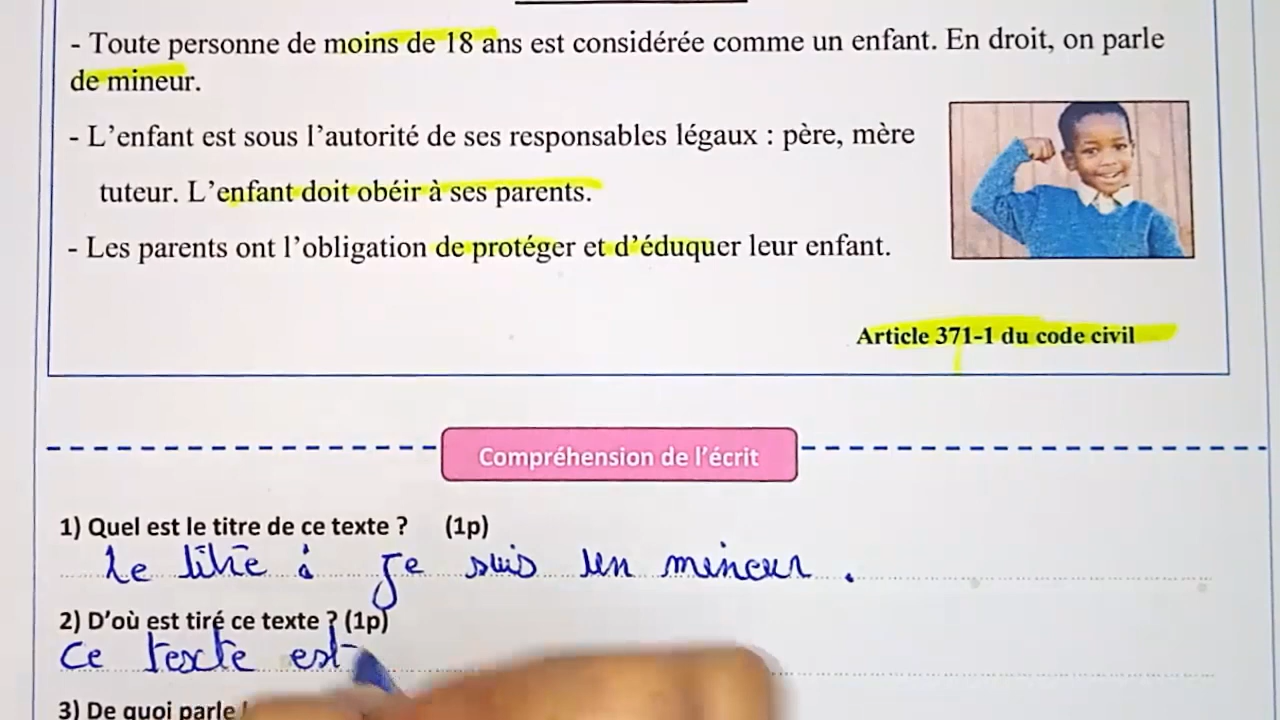 - Toute personne de moins de 18 ans est considérée comme un enfant. En droit, on parle
de mineur.
- L'enfant est sous l'autorité de ses responsables légaux : père, mère
tuteur. L'enfant doit obéir à ses parents.
- Les parents ont l'obligation de protéger et d'éduquer leur enfant.
Article 371-1 du code civil
Compréhension de l'écrit
1) Quel est le titre de ce texte ? (1p)
Le titre : Je suis un mineur .
2) D'où est tiré ce texte ? (1p)
Ce texte est
3) De quoi parle